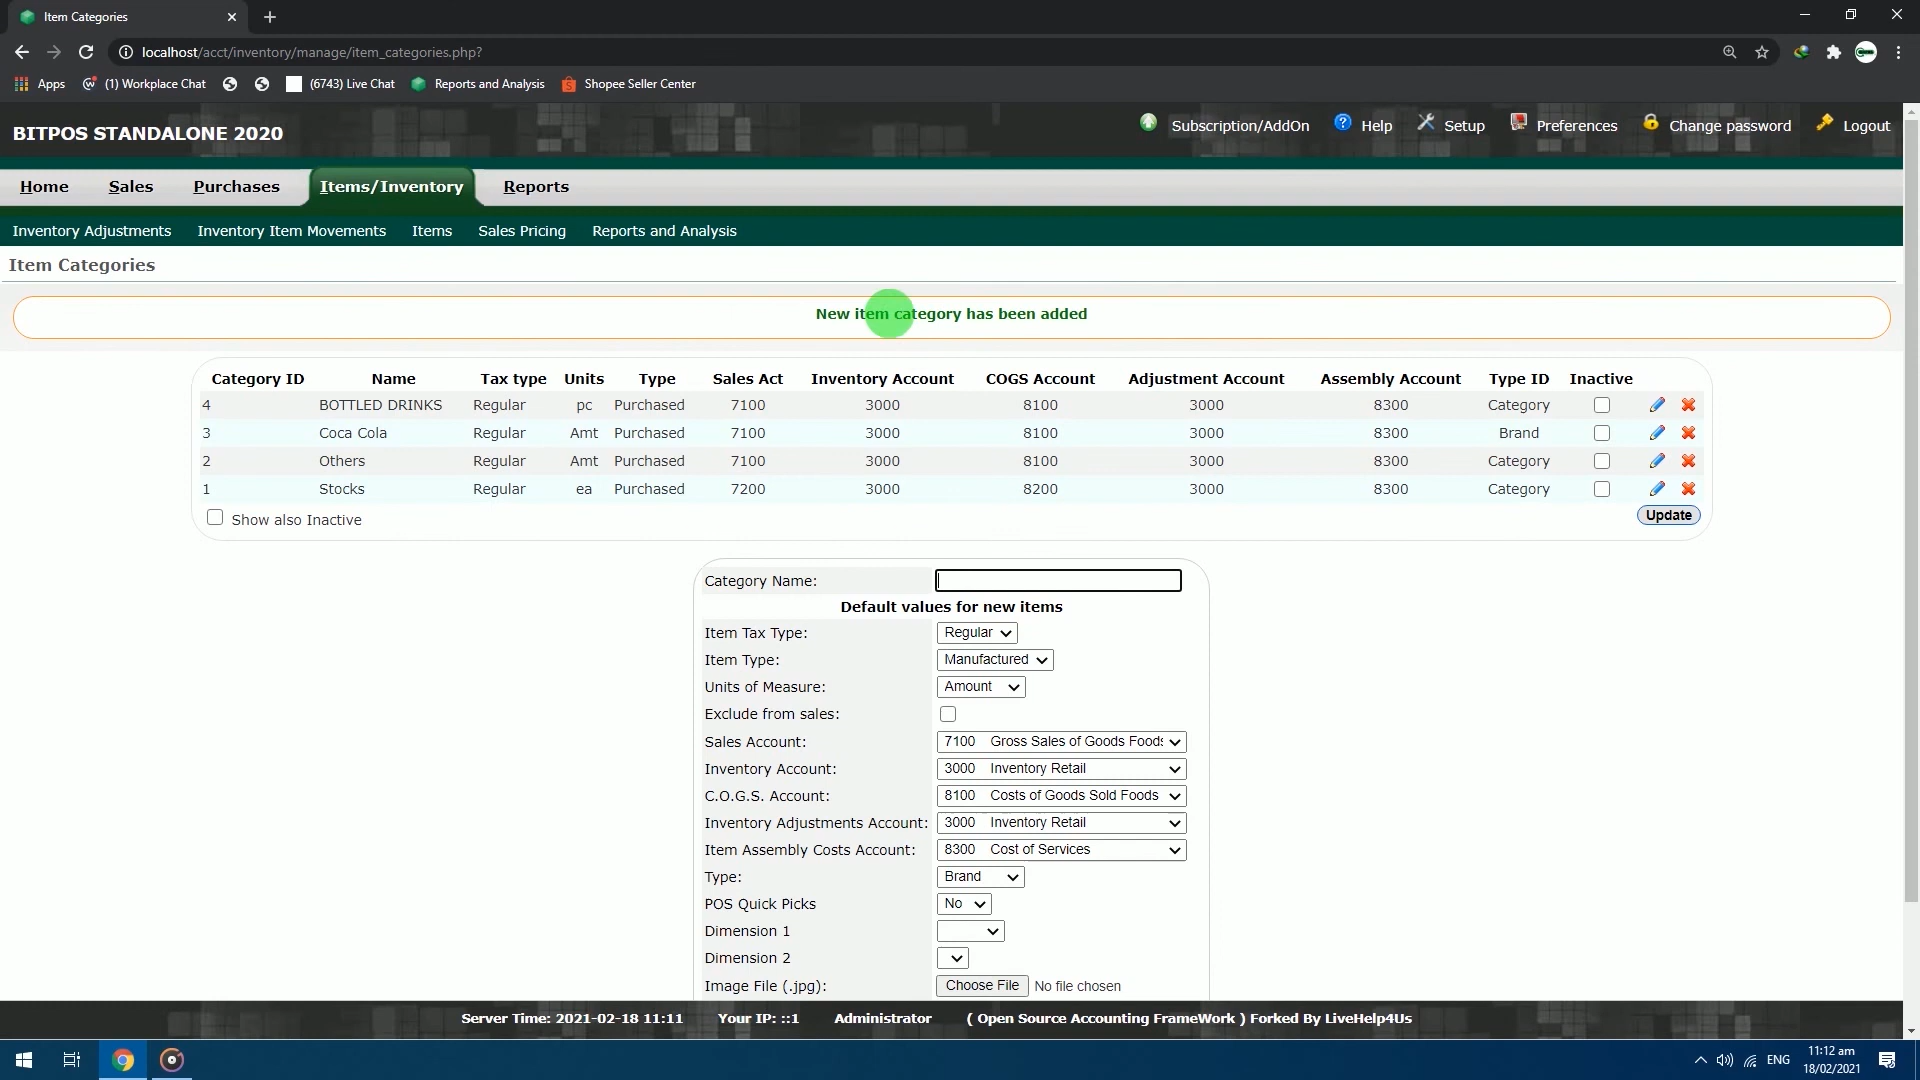 Item Categories
localhost/acct/inventory/manage/item_categories.php?
Apps (1) Workplace Chat (6743) Live Chat Reports and Analysis Shopee Seller Center
BITPOS STANDALONE 2020
Subscription/AddOn Help Setup Preferences Change password Logout
Home Sales Purchases Items/Inventory Reports
Inventory Adjustments Inventory Item Movements Items Sales Pricing Reports and Analysis
Item Categories
New item category has been added
Category ID Name Tax type Units Type Sales Act Inventory Account COGS Account Adjustment Account Assembly Account Type ID Inactive
4 BOTTLED DRINKS Regular pc Purchased 7100 3000 8100 3000 8300 Category
3 Coca Cola Regular Amt Purchased 7100 3000 8100 3000 8300 Brand
2 Others Regular Amt Purchased 7100 3000 8100 3000 8300 Category
1 Stocks Regular ea Purchased 7200 3000 8200 3000 8300 Category
Show also Inactive Update
Category Name:
Default values for new items
Item Tax Type: Regular
Item Type: Manufactured
Units of Measure: Amount
Exclude from sales:
Sales Account: 7100 Gross Sales of Goods Foods
Inventory Account: 3000 Inventory Retail
C.O.G.S. Account: 8100 Costs of Goods Sold Foods
Inventory Adjustments Account: 3000 Inventory Retail
Item Assembly Costs Account: 8300 Cost of Services
Type: Brand
POS Quick Picks No
Dimension 1
Dimension 2
Image File (.jpg): Choose File No file chosen
Server Time: 2021-02-18 11:11 Your IP: ::1 Administrator ( Open Source Accounting FrameWork ) Forked By LiveHelp4Us
ENG 11:12 am
18/02/2021